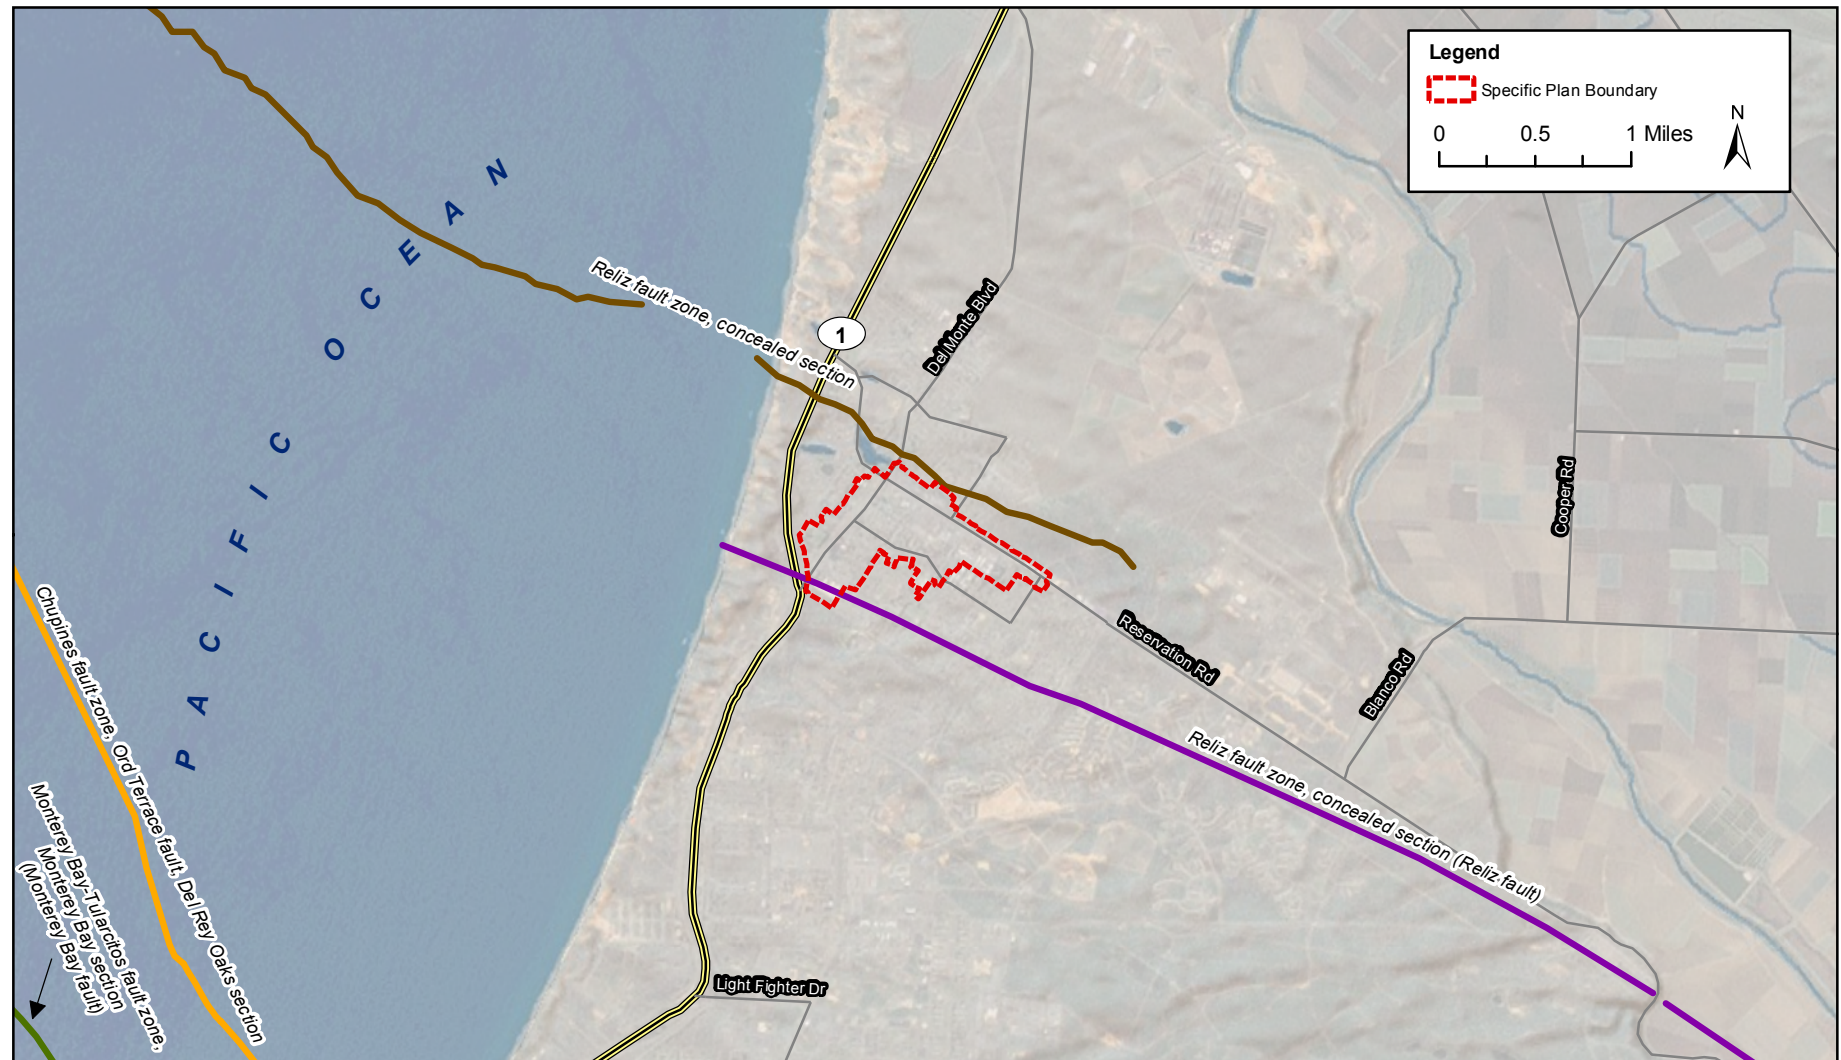 Legend
Specific Plan Boundary
0 0.5 1 Miles
N
PACIFIC OCEAN
Reliz fault zone, concealed section
1
Del Monte Blvd
Cooper Rd
Reservation Rd
Blanco Rd
Reliz fault zone, concealed section (Reliz fault)
Chupines fault zone, Ord Terrace fault, Del Rey Oaks section
Monterey Bay-Tularcitos fault zone,
Monterey Bay section
(Monterey Bay fault)
Light Fighter Dr